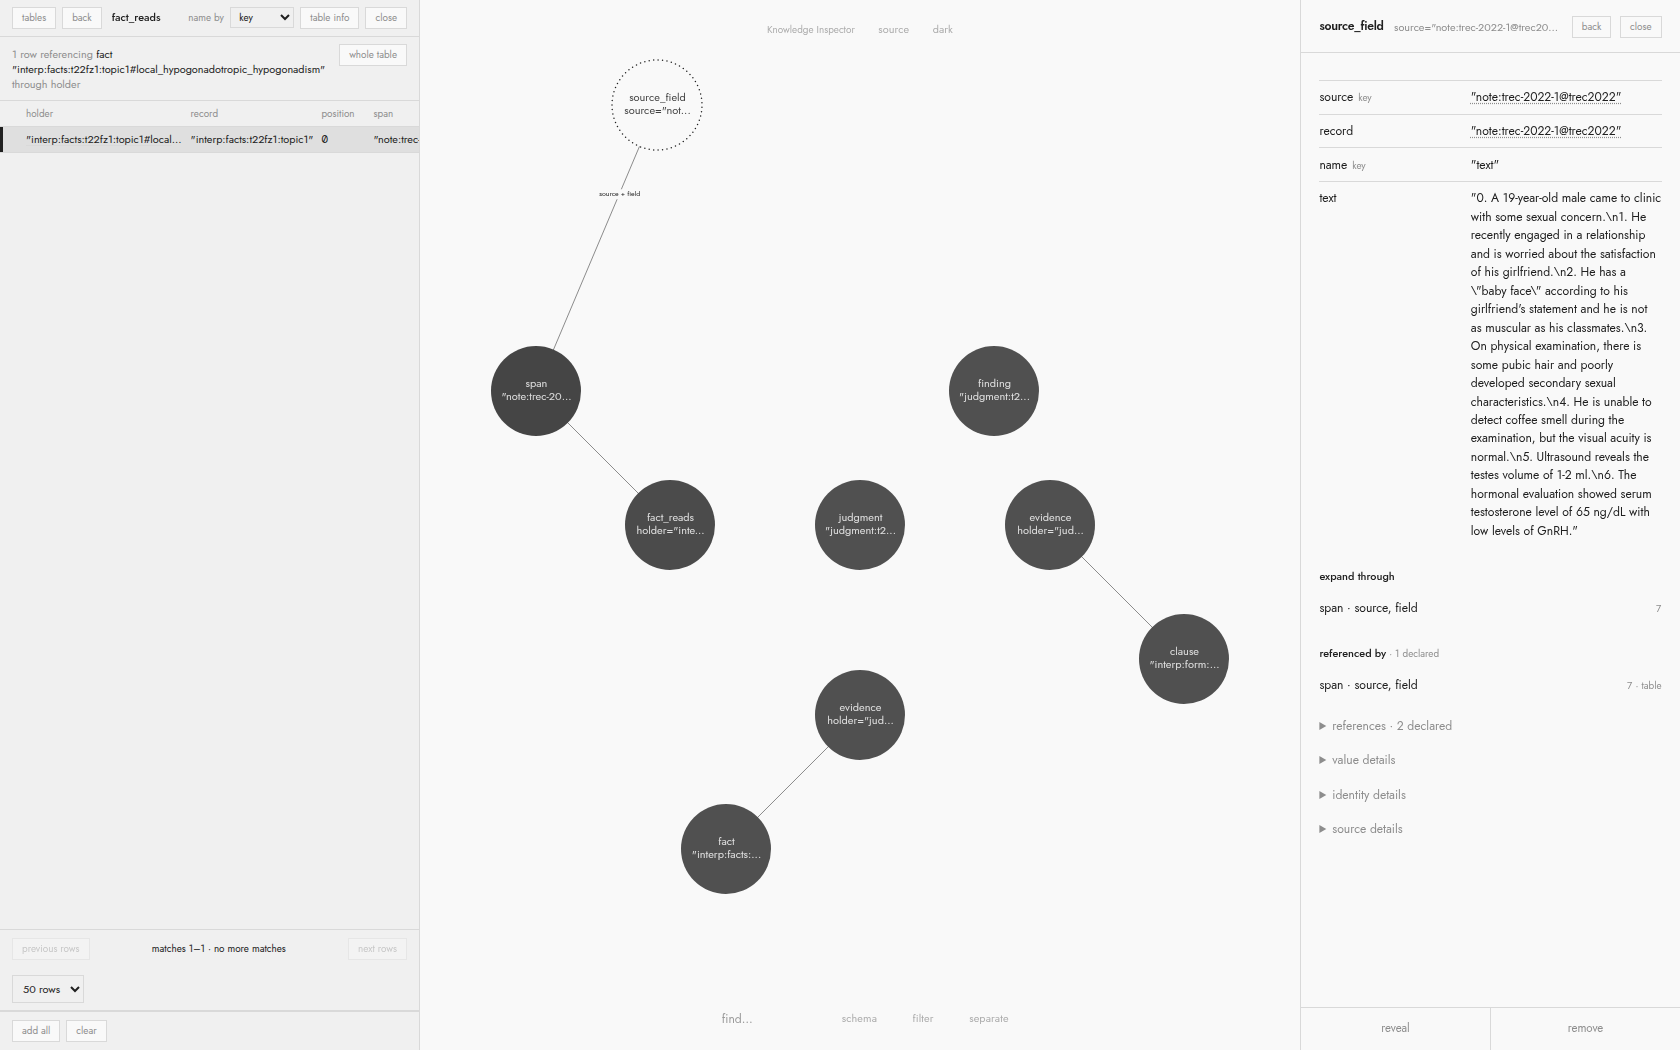 tables back fact_reads name by key table info close
1 row referencing fact
"interp:facts:t22fz1:topic1#local_hypogonadotropic_hypogonadism"
through holder
whole table
holder record position span
"interp:facts:t22fz1:topic1#local... "interp:facts:t22fz1:topic1" 0 "note:trec-
previous rows matches 1–1 · no more matches next rows
50 rows
add all clear
Knowledge Inspector source dark
source_field
source="not...
source + field
span
"note:trec-20...
finding
"judgment:t2...
fact_reads
holder="inte...
judgment
"judgment:t2...
evidence
holder="jud...
clause
"interp:form:...
evidence
holder="jud...
fact
"interp:facts:...
find... schema filter separate
source_field source="note:trec-2022-1@trec20... back close
source key "note:trec-2022-1@trec2022"
record "note:trec-2022-1@trec2022"
name key "text"
text "0. A 19-year-old male came to clinic
with some sexual concern.\n1. He
recently engaged in a relationship
and is worried about the satisfaction
of his girlfriend.\n2. He has a
\"baby face\" according to his
girlfriend's statement and he is not
as muscular as his classmates.\n3.
On physical examination, there is
some pubic hair and poorly
developed secondary sexual
characteristics.\n4. He is unable to
detect coffee smell during the
examination, but the visual acuity is
normal.\n5. Ultrasound reveals the
testes volume of 1-2 ml.\n6. The
hormonal evaluation showed serum
testosterone level of 65 ng/dL with
low levels of GnRH."
expand through
span · source, field 7
referenced by · 1 declared
span · source, field 7 · table
▶ references · 2 declared
▶ value details
▶ identity details
▶ source details
reveal remove